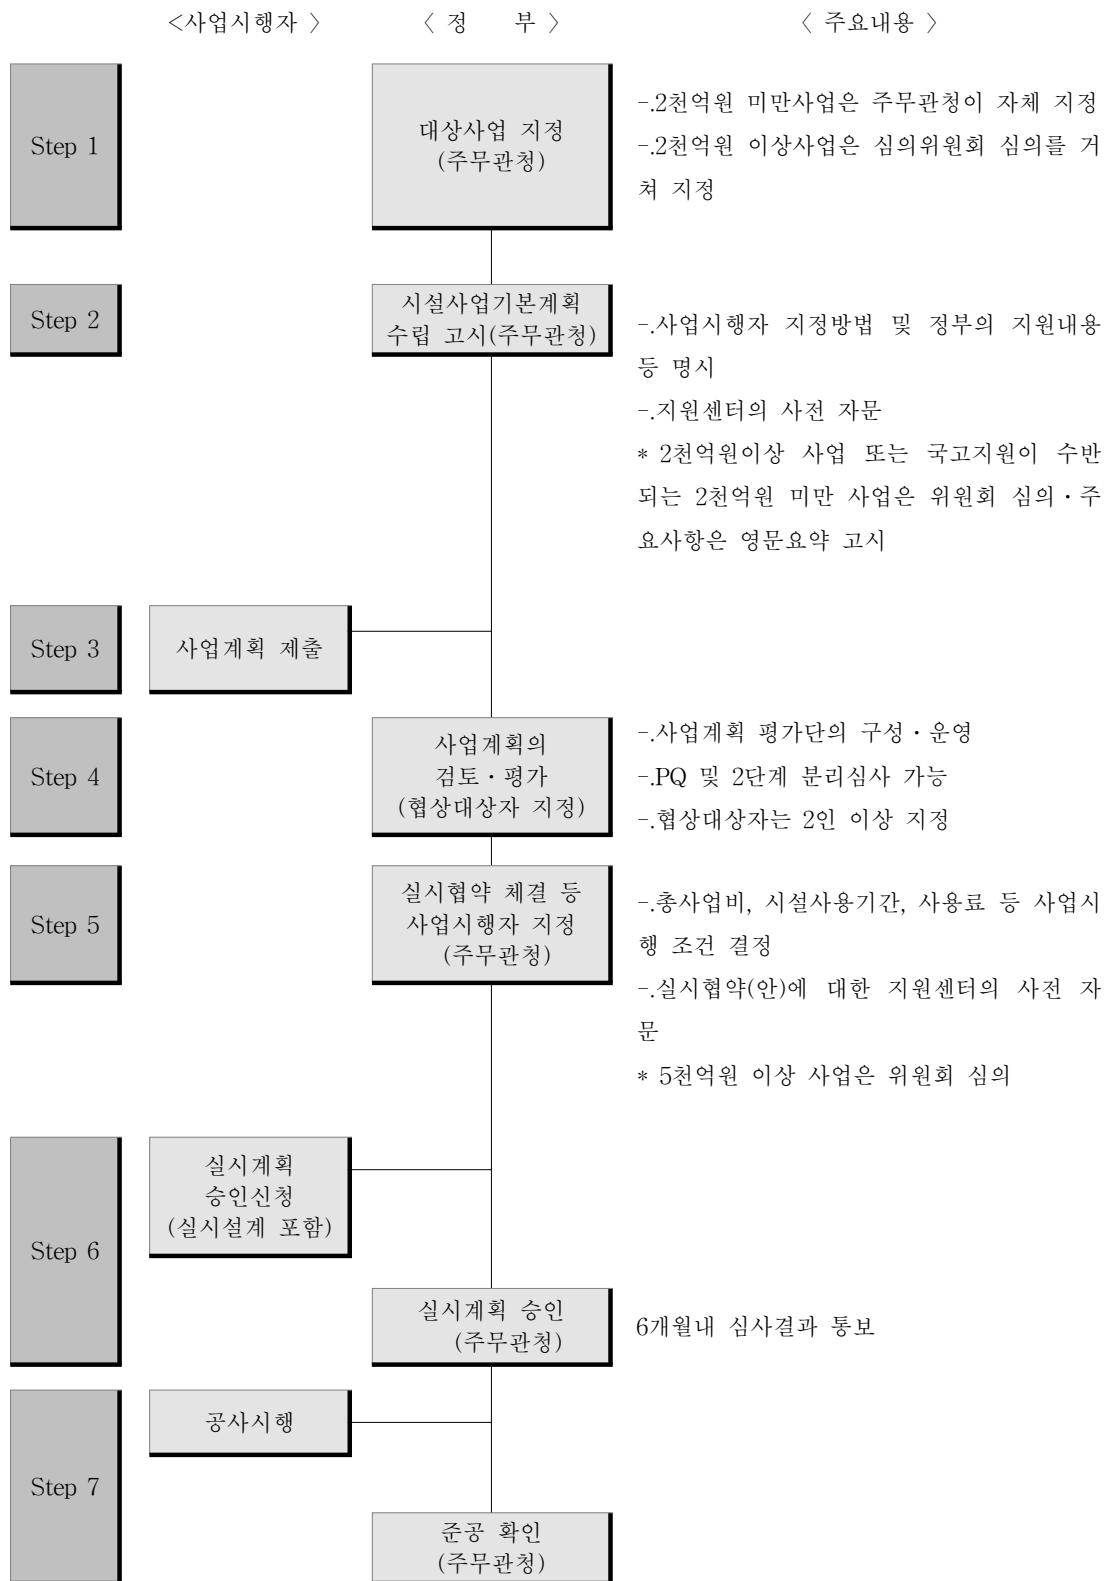 <사업시행자 > 〈 정 부 〉 〈 주요내용 〉
Step 1
대상사업 지정
(주무관청)
-.2천억원 미만사업은 주무관청이 자체 지정
-.2천억원 이상사업은 심의위원회 심의를 거
쳐 지정
Step 2
시설사업기본계획
수립 고시(주무관청)
-.사업시행자 지정방법 및 정부의 지원내용
등 명시
-.지원센터의 사전 자문
* 2천억원이상 사업 또는 국고지원이 수반
되는 2천억원 미만 사업은 위원회 심의·주
요사항은 영문요약 고시
Step 3
사업계획 제출
Step 4
사업계획의
검토·평가
(협상대상자 지정)
-.사업계획 평가단의 구성·운영
-.PQ 및 2단계 분리심사 가능
-.협상대상자는 2인 이상 지정
Step 5
실시협약 체결 등
사업시행자 지정
(주무관청)
-.총사업비, 시설사용기간, 사용료 등 사업시
행 조건 결정
-.실시협약(안)에 대한 지원센터의 사전 자
문
* 5천억원 이상 사업은 위원회 심의
Step 6
실시계획
승인신청
(실시설계 포함)
실시계획 승인
(주무관청)
6개월내 심사결과 통보
Step 7
공사시행
준공 확인
(주무관청)